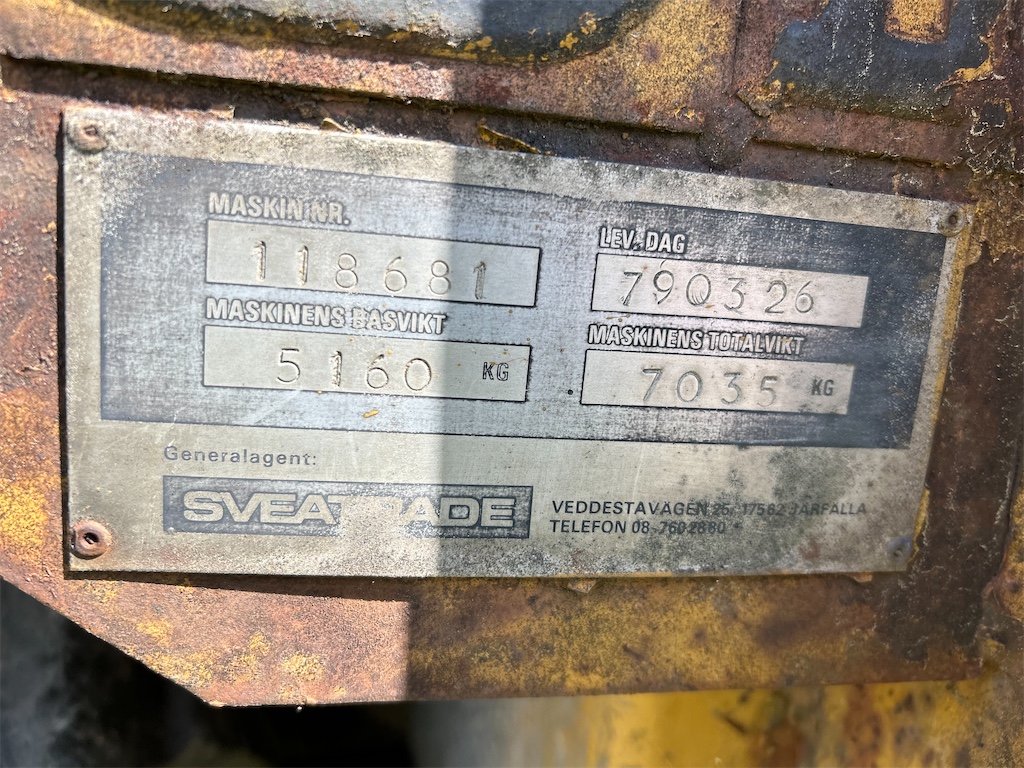 MASKIN NR.
118681
LEV. DAG
790326
MASKINENS BASVIKT
5160 KG
MASKINENS TOTALVIKT
7035 KG
Generalagent:
SVEATRADE
VEDDESTAVÄGEN 25, 17562 JÄRFÄLLA
TELEFON 08-7602880